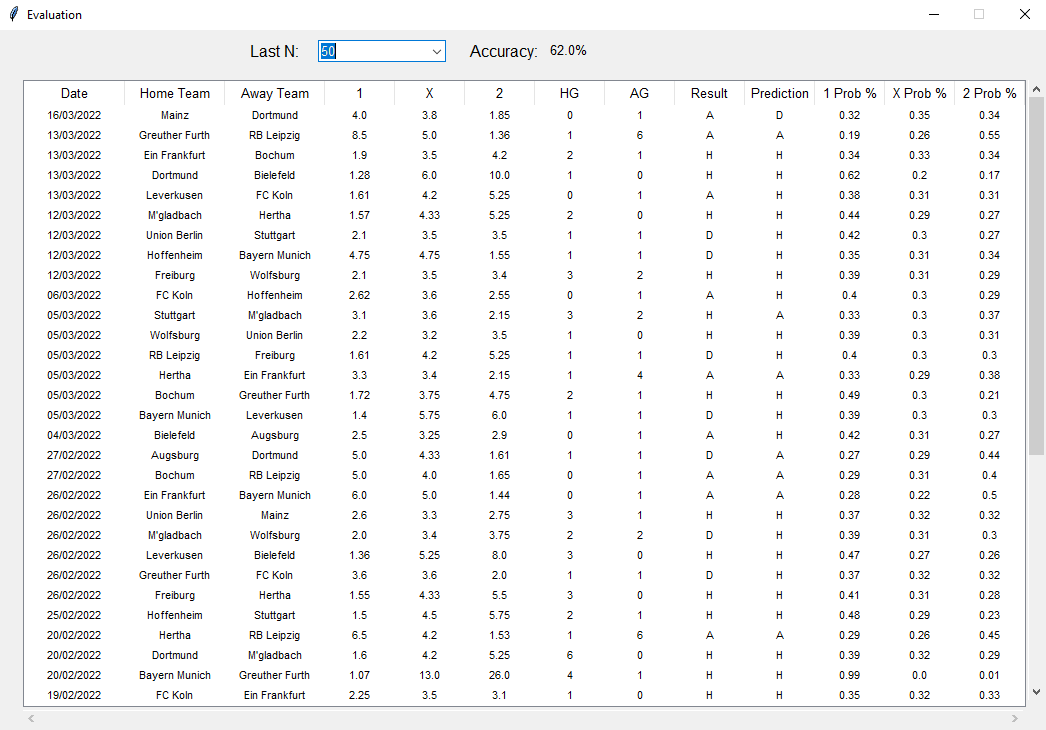 Evaluation
Last N: 50 Accuracy: 62.0%
Date Home Team Away Team 1 X 2 HG AG Result Prediction 1 Prob % X Prob % 2 Prob %
16/03/2022 Mainz Dortmund 4.0 3.8 1.85 0 1 A D 0.32 0.35 0.34
13/03/2022 Greuther Furth RB Leipzig 8.5 5.0 1.36 1 6 A A 0.19 0.26 0.55
13/03/2022 Ein Frankfurt Bochum 1.9 3.5 4.2 2 1 H H 0.34 0.33 0.34
13/03/2022 Dortmund Bielefeld 1.28 6.0 10.0 1 0 H H 0.62 0.2 0.17
13/03/2022 Leverkusen FC Koln 1.61 4.2 5.25 0 1 A H 0.38 0.31 0.31
12/03/2022 M'gladbach Hertha 1.57 4.33 5.25 2 0 H H 0.44 0.29 0.27
12/03/2022 Union Berlin Stuttgart 2.1 3.5 3.5 1 1 D H 0.42 0.3 0.27
12/03/2022 Hoffenheim Bayern Munich 4.75 4.75 1.55 1 1 D H 0.35 0.31 0.34
12/03/2022 Freiburg Wolfsburg 2.1 3.5 3.4 3 2 H H 0.39 0.31 0.29
06/03/2022 FC Koln Hoffenheim 2.62 3.6 2.55 0 1 A H 0.4 0.3 0.29
05/03/2022 Stuttgart M'gladbach 3.1 3.6 2.15 3 2 H A 0.33 0.3 0.37
05/03/2022 Wolfsburg Union Berlin 2.2 3.2 3.5 1 0 H H 0.39 0.3 0.31
05/03/2022 RB Leipzig Freiburg 1.61 4.2 5.25 1 1 D H 0.4 0.3 0.3
05/03/2022 Hertha Ein Frankfurt 3.3 3.4 2.15 1 4 A A 0.33 0.29 0.38
05/03/2022 Bochum Greuther Furth 1.72 3.75 4.75 2 1 H H 0.49 0.3 0.21
05/03/2022 Bayern Munich Leverkusen 1.4 5.75 6.0 1 1 D H 0.39 0.3 0.3
04/03/2022 Bielefeld Augsburg 2.5 3.25 2.9 0 1 A H 0.42 0.31 0.27
27/02/2022 Augsburg Dortmund 5.0 4.33 1.61 1 1 D A 0.27 0.29 0.44
27/02/2022 Bochum RB Leipzig 5.0 4.0 1.65 0 1 A A 0.29 0.31 0.4
26/02/2022 Ein Frankfurt Bayern Munich 6.0 5.0 1.44 0 1 A A 0.28 0.22 0.5
26/02/2022 Union Berlin Mainz 2.6 3.3 2.75 3 1 H H 0.37 0.32 0.32
26/02/2022 M'gladbach Wolfsburg 2.0 3.4 3.75 2 2 D H 0.39 0.31 0.3
26/02/2022 Leverkusen Bielefeld 1.36 5.25 8.0 3 0 H H 0.47 0.27 0.26
26/02/2022 Greuther Furth FC Koln 3.6 3.6 2.0 1 1 D H 0.37 0.32 0.32
26/02/2022 Freiburg Hertha 1.55 4.33 5.5 3 0 H H 0.41 0.31 0.28
25/02/2022 Hoffenheim Stuttgart 1.5 4.5 5.75 2 1 H H 0.48 0.29 0.23
20/02/2022 Hertha RB Leipzig 6.5 4.2 1.53 1 6 A A 0.29 0.26 0.45
20/02/2022 Dortmund M'gladbach 1.6 4.2 5.25 6 0 H H 0.39 0.32 0.29
20/02/2022 Bayern Munich Greuther Furth 1.07 13.0 26.0 4 1 H H 0.99 0.0 0.01
19/02/2022 FC Koln Ein Frankfurt 2.25 3.5 3.1 1 0 H H 0.35 0.32 0.33